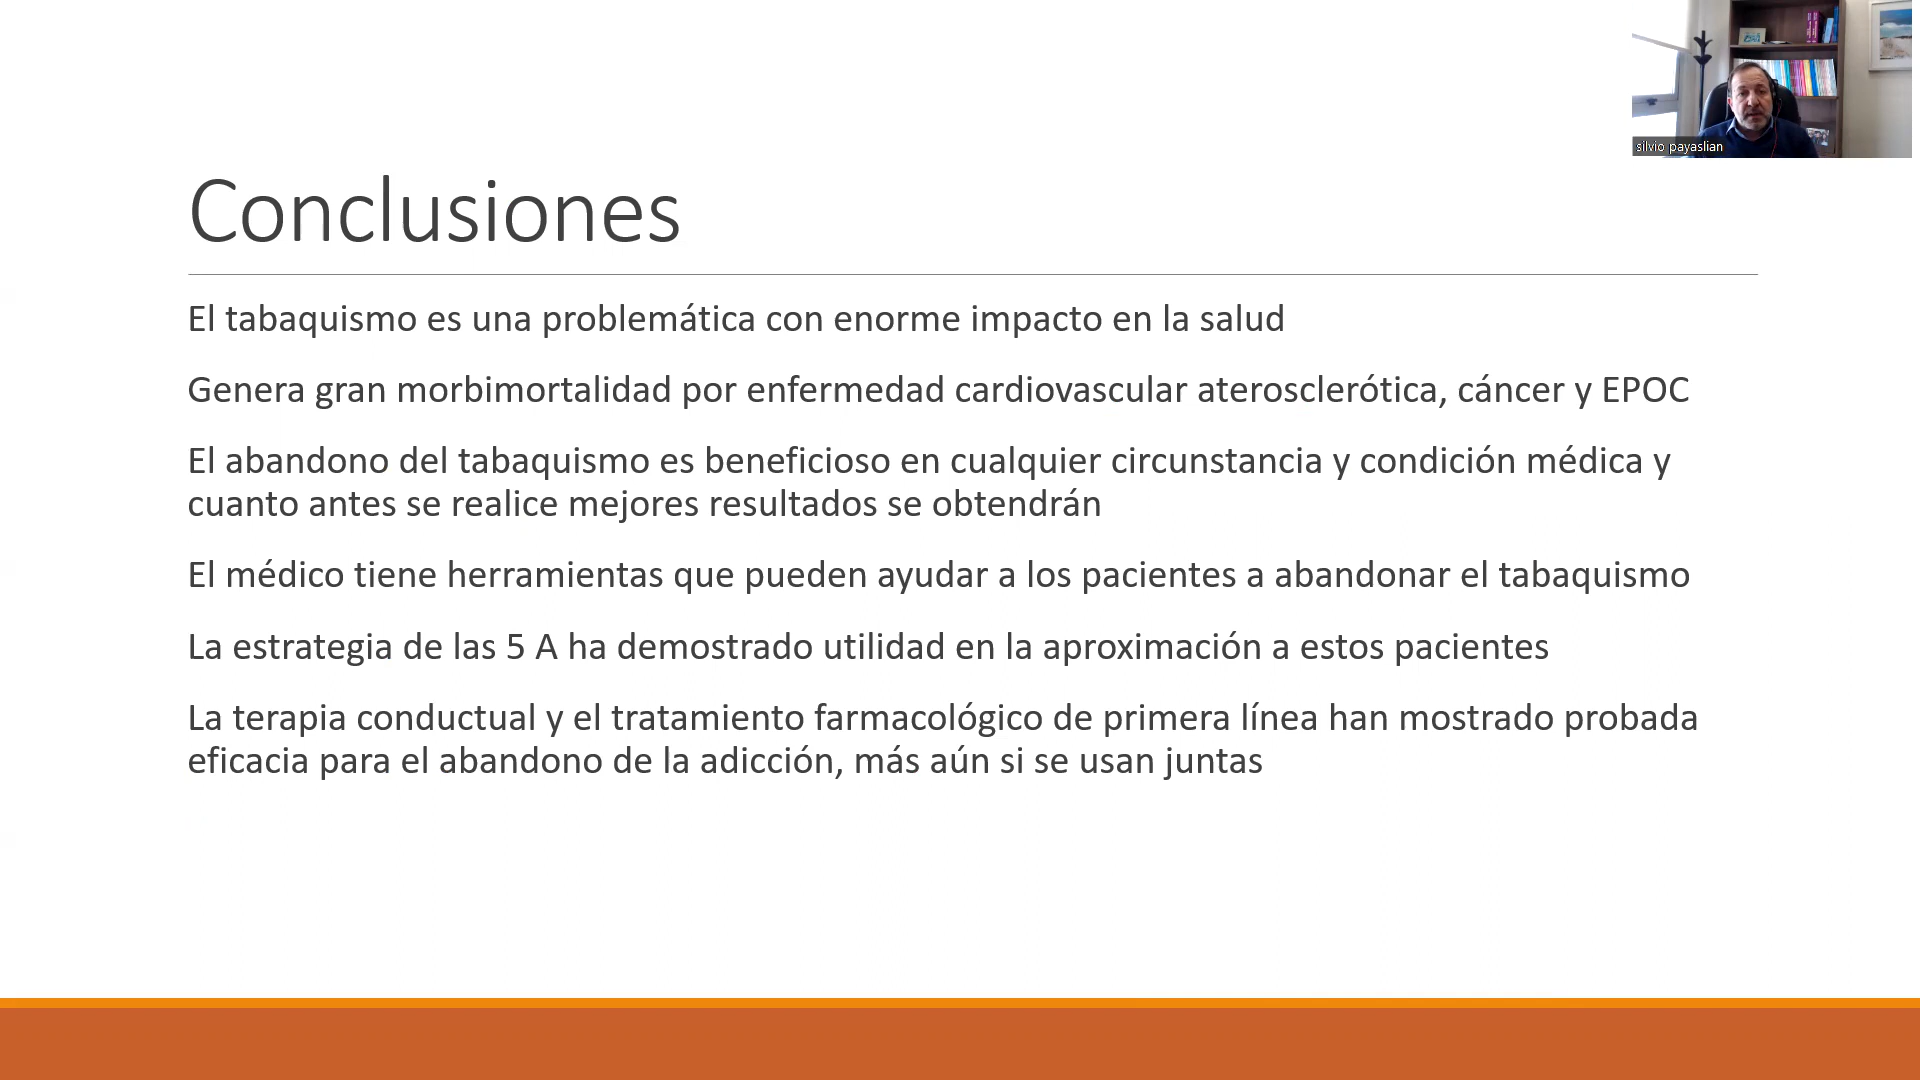 silvio payaslian
Conclusiones
El tabaquismo es una problemática con enorme impacto en la salud
Genera gran morbimortalidad por enfermedad cardiovascular aterosclerótica, cáncer y EPOC
El abandono del tabaquismo es beneficioso en cualquier circunstancia y condición médica y
cuanto antes se realice mejores resultados se obtendrán
El médico tiene herramientas que pueden ayudar a los pacientes a abandonar el tabaquismo
La estrategia de las 5 A ha demostrado utilidad en la aproximación a estos pacientes
La terapia conductual y el tratamiento farmacológico de primera línea han mostrado probada
eficacia para el abandono de la adicción, más aún si se usan juntas